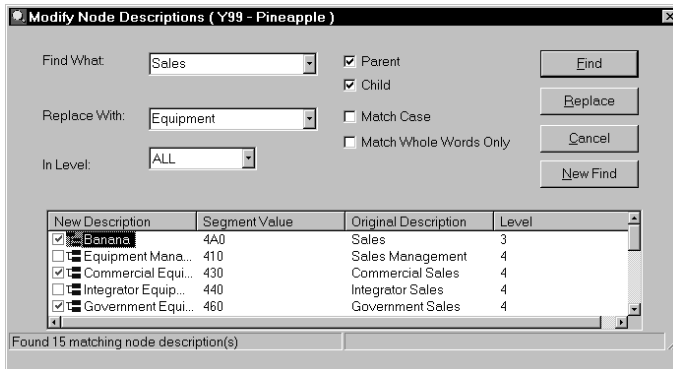 Modify Node Descriptions ( Y99 - Pineapple )
Find What: Sales Parent Find
Child
Replace With: Equipment Match Case Replace
Match Whole Words Only Cancel
In Level: ALL New Find
New Description Segment Value Original Description Level
Banana 4A0 Sales 3
Equipment Mana... 410 Sales Management 4
Commercial Equi... 430 Commercial Sales 4
Integrator Equip... 440 Integrator Sales 4
Government Equi... 460 Government Sales 4
Found 15 matching node description(s)